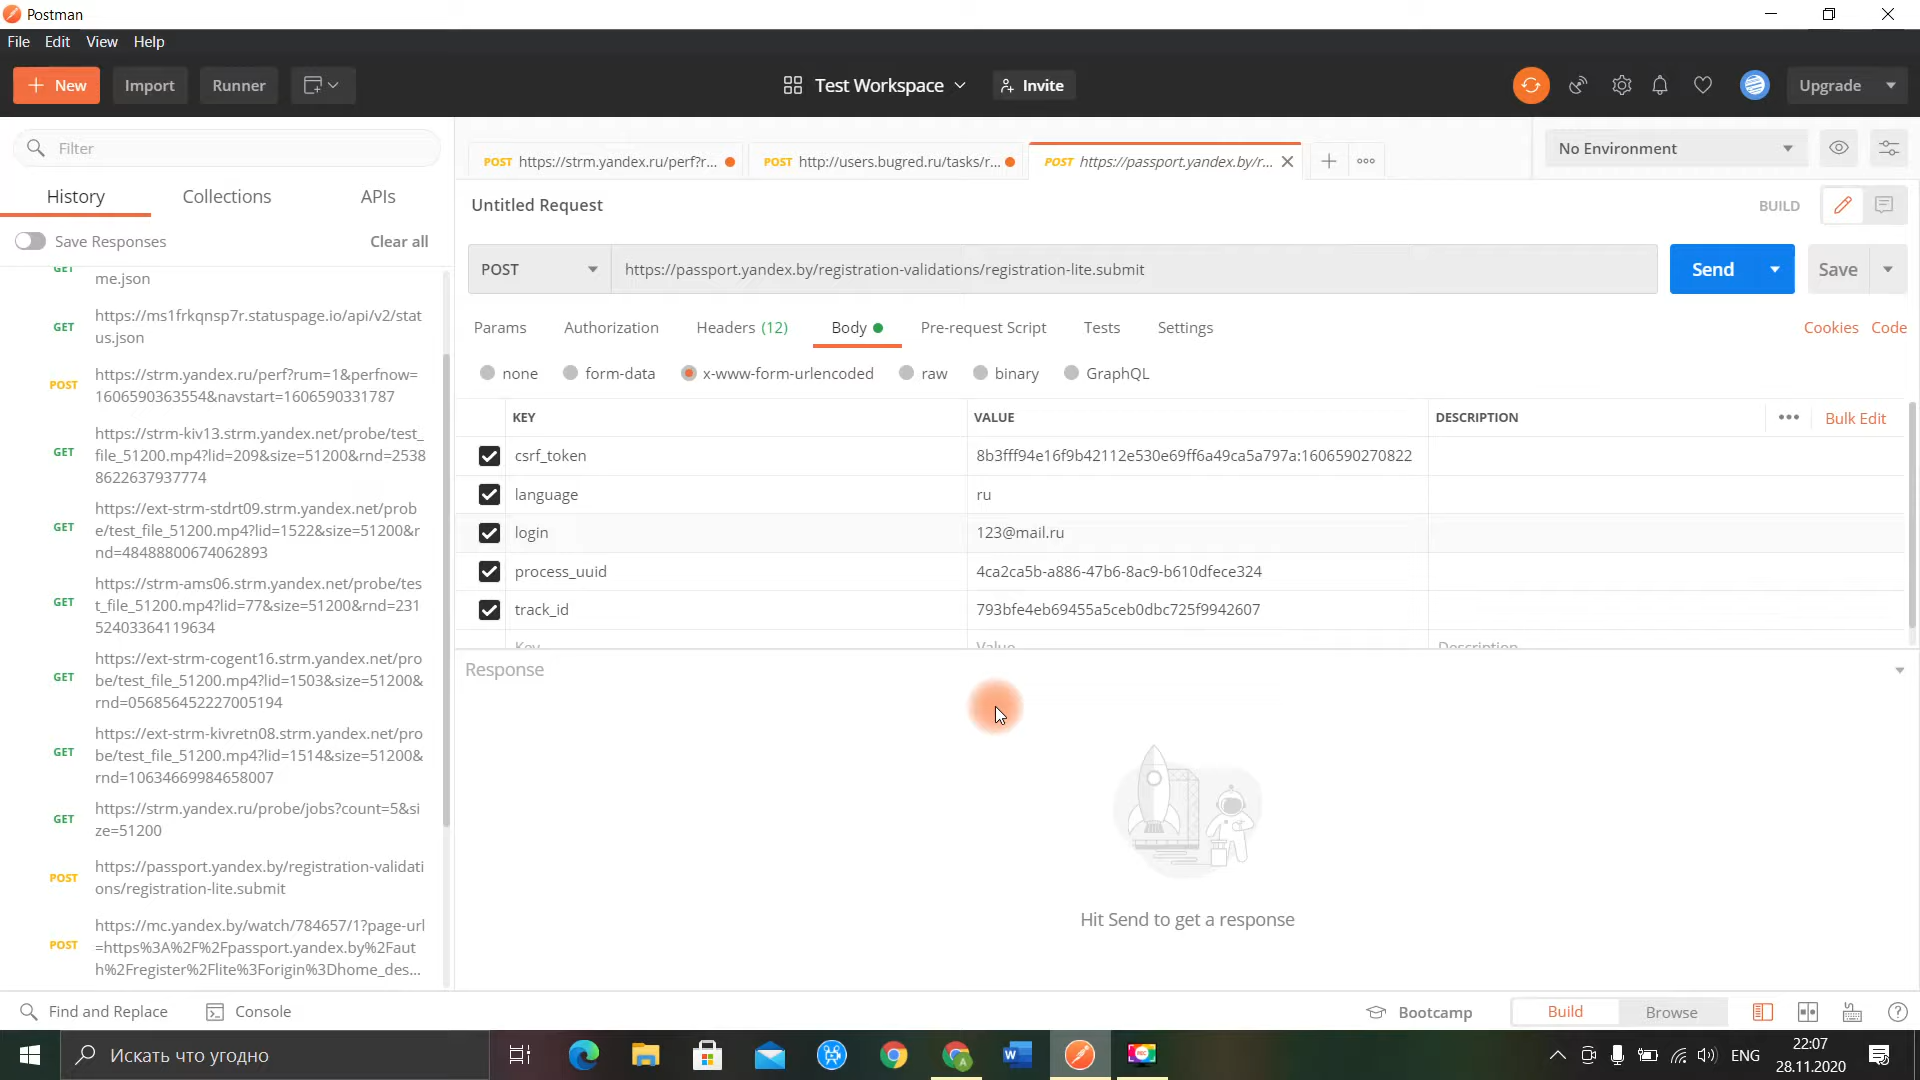 Postman
File Edit View Help
New Import Runner Test Workspace Invite Upgrade
Filter
History Collections APIs
Save Responses Clear all
GET
me.json
GET https://ms1frkqnsp7r.statuspage.io/api/v2/stat
us.json
POST https://strm.yandex.ru/perf?rum=1&perfnow=
1606590363554&navstart=1606590331787
GET https://strm-kiv13.strm.yandex.net/probe/test_
file_51200.mp4?lid=209&size=51200&rnd=2538
8622637937774
GET https://ext-strm-stdrt09.strm.yandex.net/prob
e/test_file_51200.mp4?lid=1522&size=51200&r
nd=48488800674062893
GET https://strm-ams06.strm.yandex.net/probe/tes
t_file_51200.mp4?lid=77&size=51200&rnd=231
52403364119634
GET https://ext-strm-cogent16.strm.yandex.net/pro
be/test_file_51200.mp4?lid=1503&size=51200&
rnd=056856452227005194
GET https://ext-strm-kivretn08.strm.yandex.net/pro
be/test_file_51200.mp4?lid=1514&size=51200&
rnd=10634669984658007
GET https://strm.yandex.ru/probe/jobs?count=5&si
ze=51200
POST https://passport.yandex.by/registration-validati
ons/registration-lite.submit
POST https://mc.yandex.by/watch/784657/1?page-url
=https%3A%2F%2Fpassport.yandex.by%2Faut
h%2Fregister%2Flite%3Forigin%3Dhome_des...
POST https://strm.yandex.ru/perf?r... POST http://users.bugred.ru/tasks/r... POST https://passport.yandex.by/r... No Environment
Untitled Request BUILD
POST https://passport.yandex.by/registration-validations/registration-lite.submit Send Save
Params Authorization Headers (12) Body Pre-request Script Tests Settings Cookies Code
none form-data x-www-form-urlencoded raw binary GraphQL
KEY VALUE DESCRIPTION Bulk Edit
csrf_token 8b3fff94e16f9b42112e530e69ff6a49ca5a797a:1606590270822
language ru
login 123@mail.ru
process_uuid 4ca2ca5b-a886-47b6-8ac9-b610dfece324
track_id 793bfe4eb69455a5ceb0dbc725f9942607
Key Value Description
Response
Hit Send to get a response
Find and Replace Console Bootcamp Build Browse
Искать что угодно ENG 22:07
28.11.2020